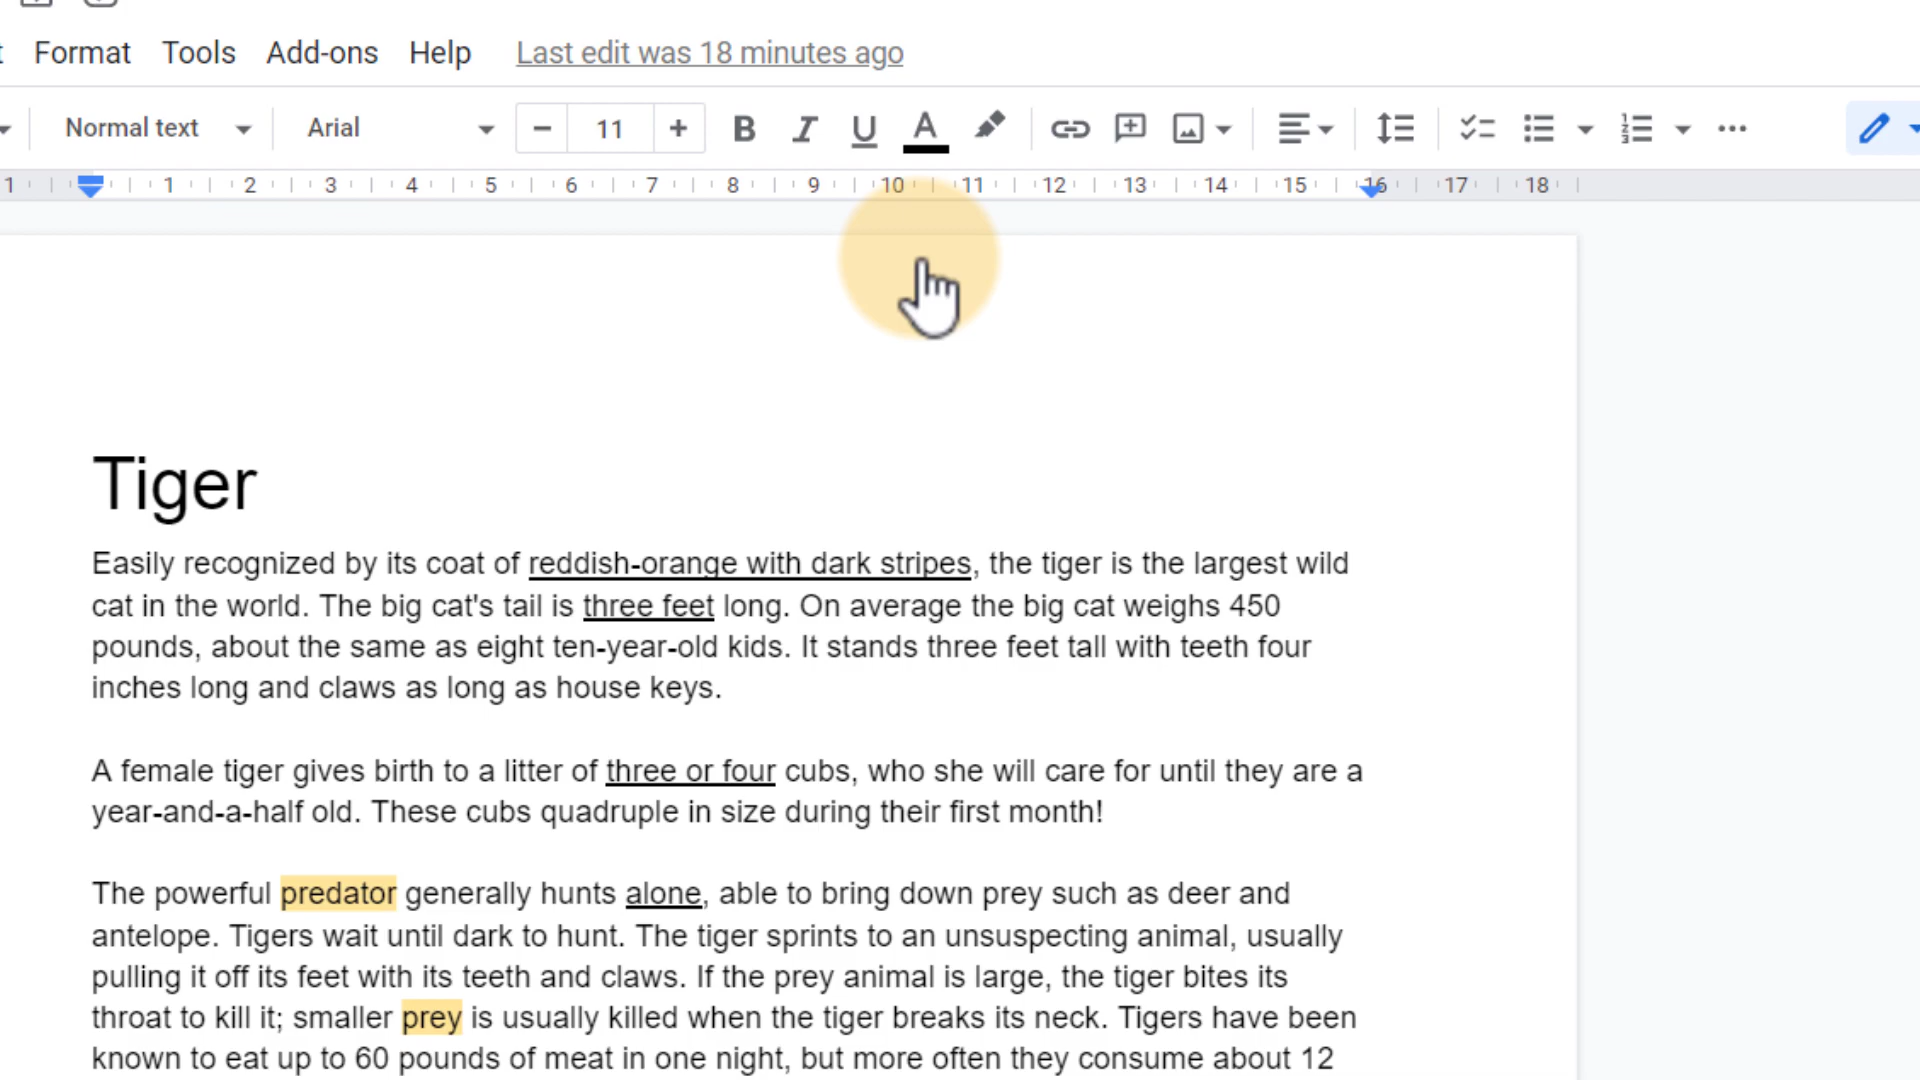 Format Tools Add-ons Help Last edit was 18 minutes ago
Normal text Arial 11 B I U A
1 1 2 3 4 5 6 7 8 9 10 11 12 13 14 15 16 17 18
Tiger
Easily recognized by its coat of reddish-orange with dark stripes, the tiger is the largest wild
cat in the world. The big cat's tail is three feet long. On average the big cat weighs 450
pounds, about the same as eight ten-year-old kids. It stands three feet tall with teeth four
inches long and claws as long as house keys.
A female tiger gives birth to a litter of three or four cubs, who she will care for until they are a
year-and-a-half old. These cubs quadruple in size during their first month!
The powerful predator generally hunts alone, able to bring down prey such as deer and
antelope. Tigers wait until dark to hunt. The tiger sprints to an unsuspecting animal, usually
pulling it off its feet with its teeth and claws. If the prey animal is large, the tiger bites its
throat to kill it; smaller prey is usually killed when the tiger breaks its neck. Tigers have been
known to eat up to 60 pounds of meat in one night, but more often they consume about 12